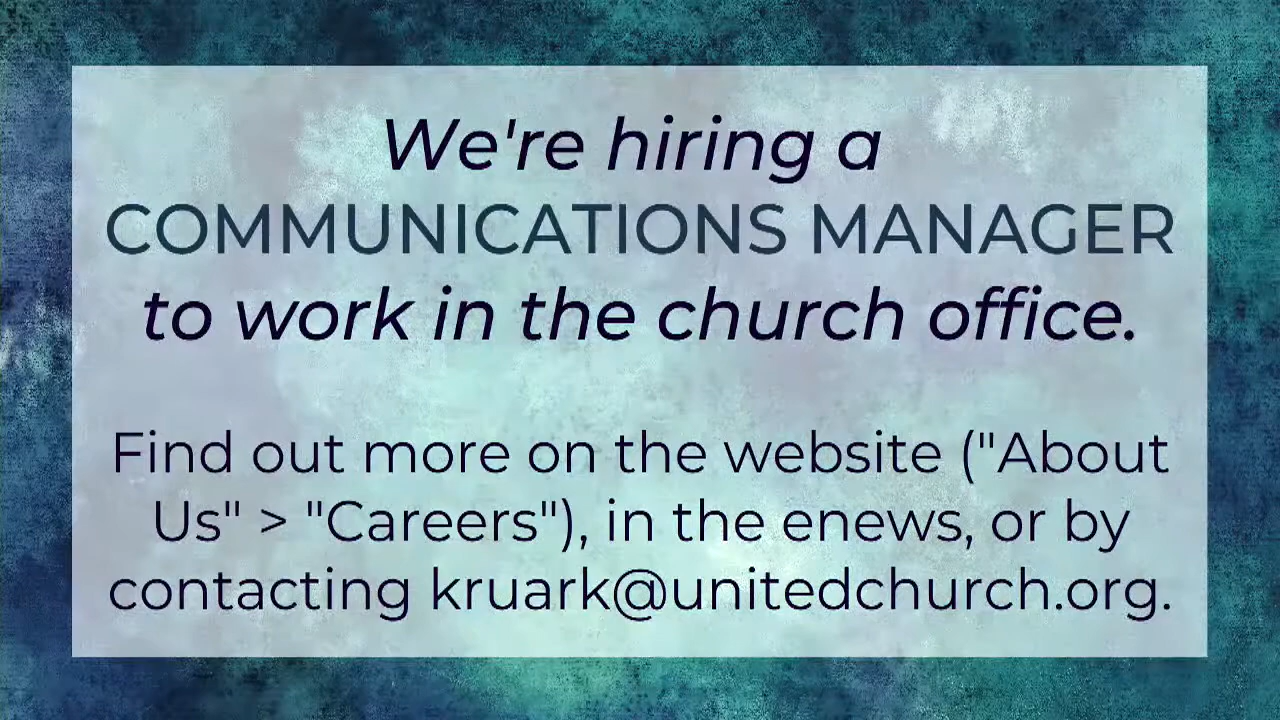 We're hiring a
COMMUNICATIONS MANAGER
to work in the church office.
Find out more on the website ("About
Us" > "Careers"), in the enews, or by
contacting kruark@unitedchurch.org.